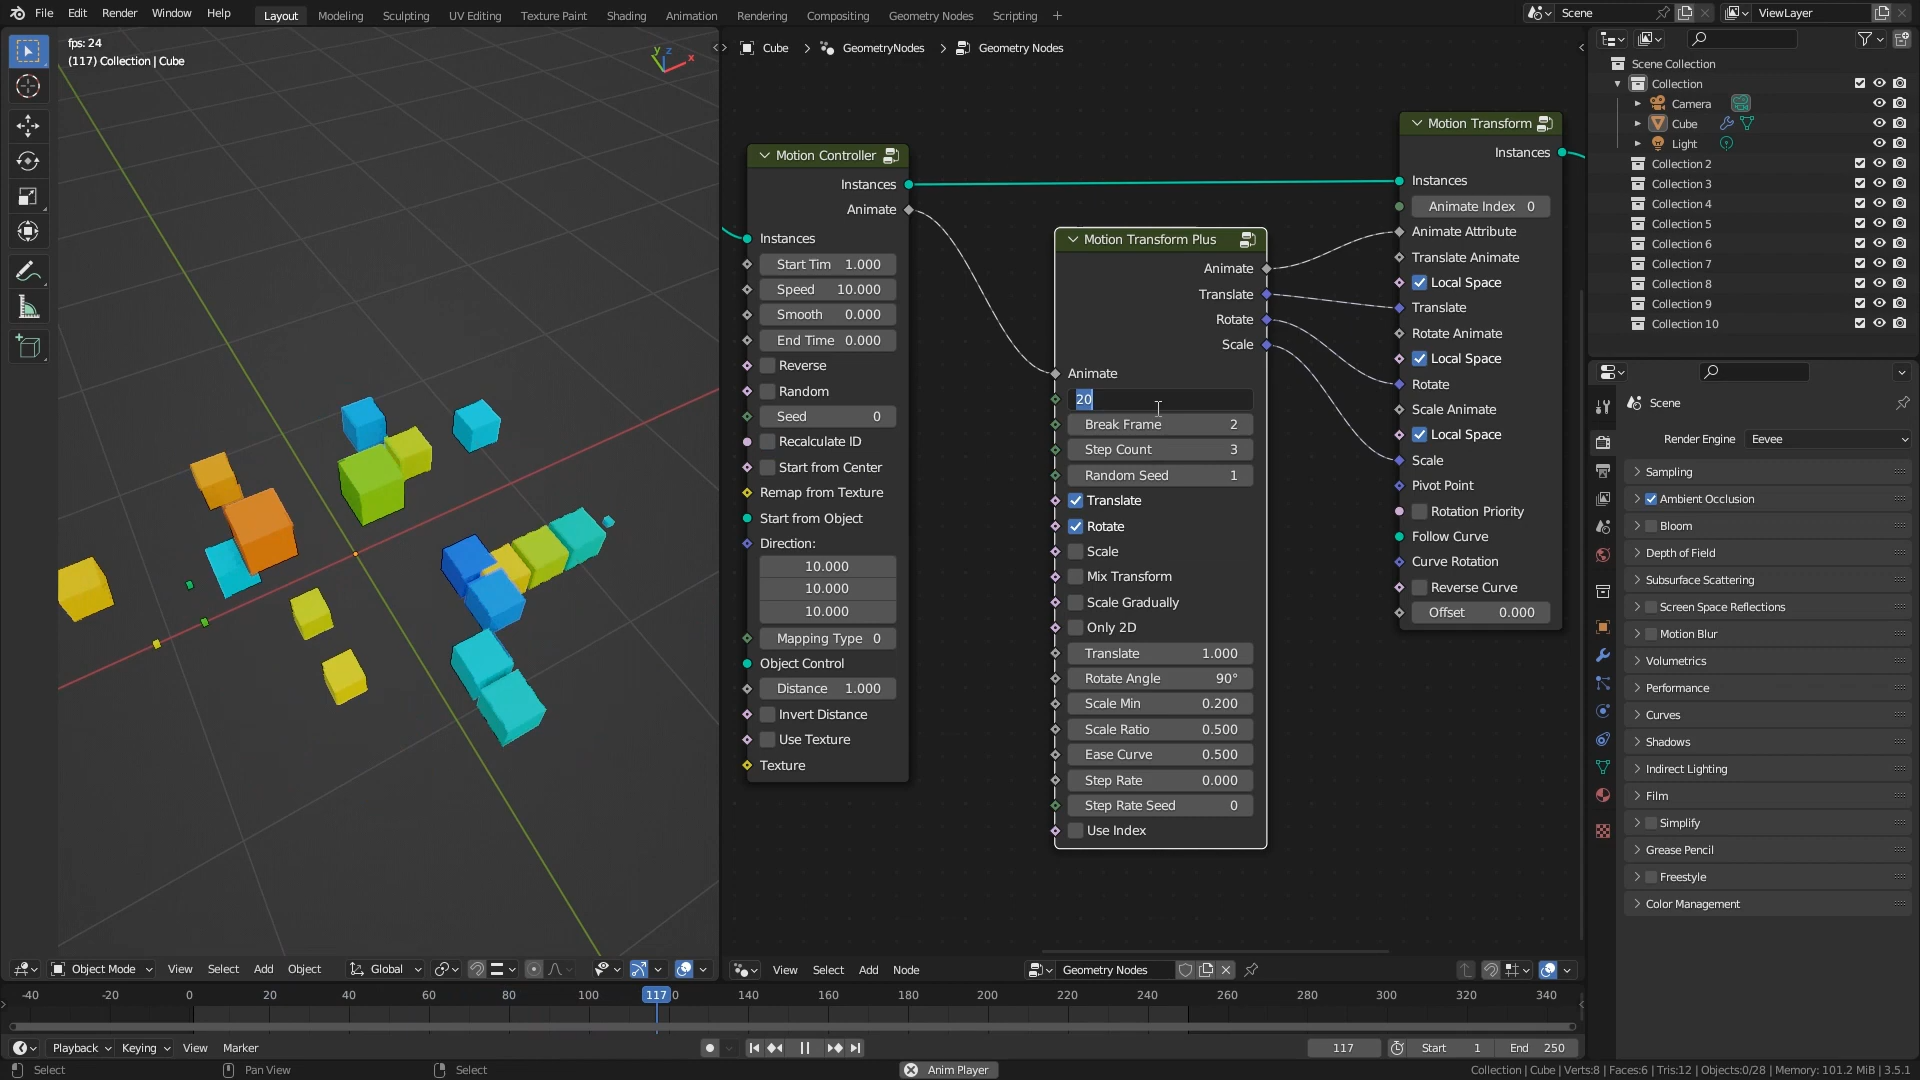 File Edit Render Window Help Layout Modeling Sculpting UV Editing Texture Paint Shading Animation Rendering Compositing Geometry Nodes Scripting + Scene ViewLayer
fps: 24
(117) Collection | Cube
Y Z X
Cube > GeometryNodes > Geometry Nodes
Motion Controller
Instances
Animate
Instances
Start Tim 1.000
Speed 10.000
Smooth 0.000
End Time 0.000
Reverse
Random
Seed 0
Recalculate ID
Start from Center
Remap from Texture
Start from Object
Direction:
10.000
10.000
10.000
Mapping Type 0
Object Control
Distance 1.000
Invert Distance
Use Texture
Texture
Motion Transform Plus
Animate
Translate
Rotate
Scale
Animate
20
Break Frame 2
Step Count 3
Random Seed 1
Translate
Rotate
Scale
Mix Transform
Scale Gradually
Only 2D
Translate 1.000
Rotate Angle 90°
Scale Min 0.200
Scale Ratio 0.500
Ease Curve 0.500
Step Rate 0.000
Step Rate Seed 0
Use Index
Motion Transform
Instances
Instances
Animate Index 0
Animate Attribute
Translate Animate
Local Space
Translate
Rotate Animate
Local Space
Rotate
Scale Animate
Local Space
Scale
Pivot Point
Rotation Priority
Follow Curve
Curve Rotation
Reverse Curve
Offset 0.000
Scene Collection
Collection
Camera
Cube
Light
Collection 2
Collection 3
Collection 4
Collection 5
Collection 6
Collection 7
Collection 8
Collection 9
Collection 10
Scene
Render Engine Eevee
Sampling
Ambient Occlusion
Bloom
Depth of Field
Subsurface Scattering
Screen Space Reflections
Motion Blur
Volumetrics
Performance
Curves
Shadows
Indirect Lighting
Film
Simplify
Grease Pencil
Freestyle
Color Management
Object Mode View Select Add Object Global
View Select Add Node Geometry Nodes
-40 -20 0 20 40 60 80 100 117 0 140 160 180 200 220 240 260 280 300 320 340
Playback Keying View Marker 117 Start 1 End 250
Select Pan View Select Anim Player Collection | Cube | Verts:8 | Faces:6 | Tris:12 | Objects:0/28 | Memory: 101.2 MiB | 3.5.1